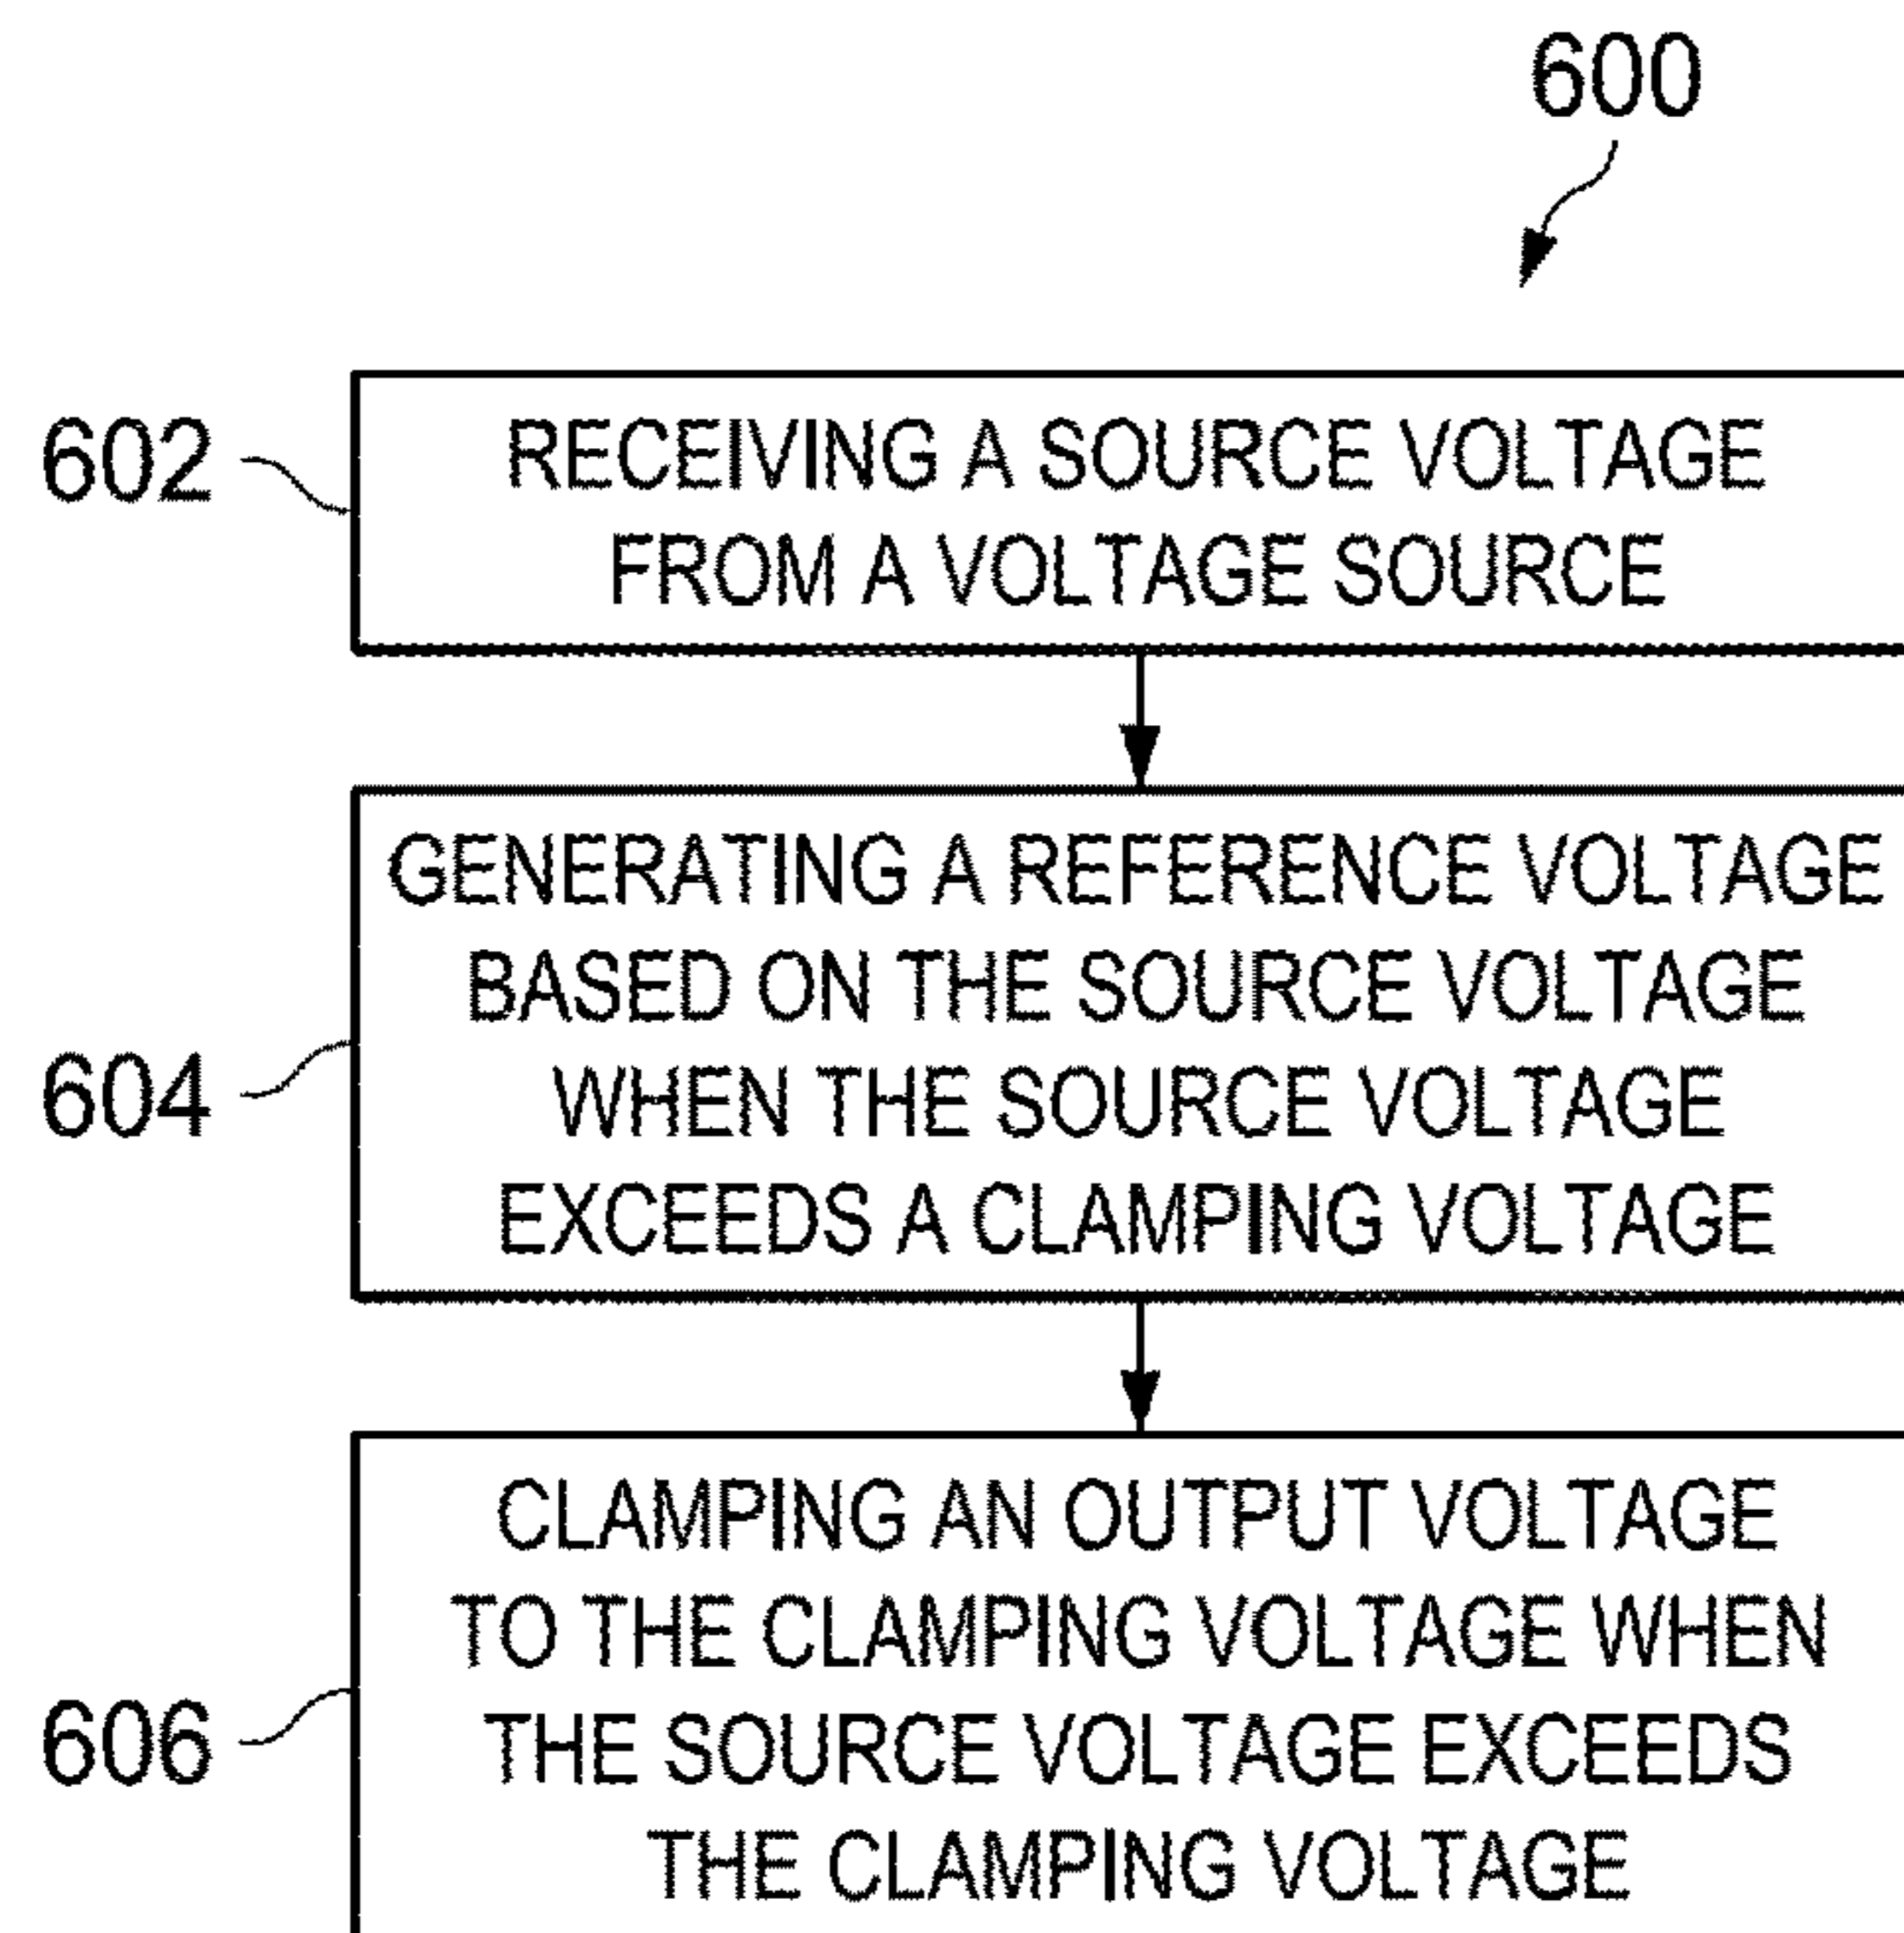 600
602
RECEIVING A SOURCE VOLTAGE
FROM A VOLTAGE SOURCE
604
GENERATING A REFERENCE VOLTAGE
BASED ON THE SOURCE VOLTAGE
WHEN THE SOURCE VOLTAGE
EXCEEDS A CLAMPING VOLTAGE
606
CLAMPING AN OUTPUT VOLTAGE
TO THE CLAMPING VOLTAGE WHEN
THE SOURCE VOLTAGE EXCEEDS
THE CLAMPING VOLTAGE